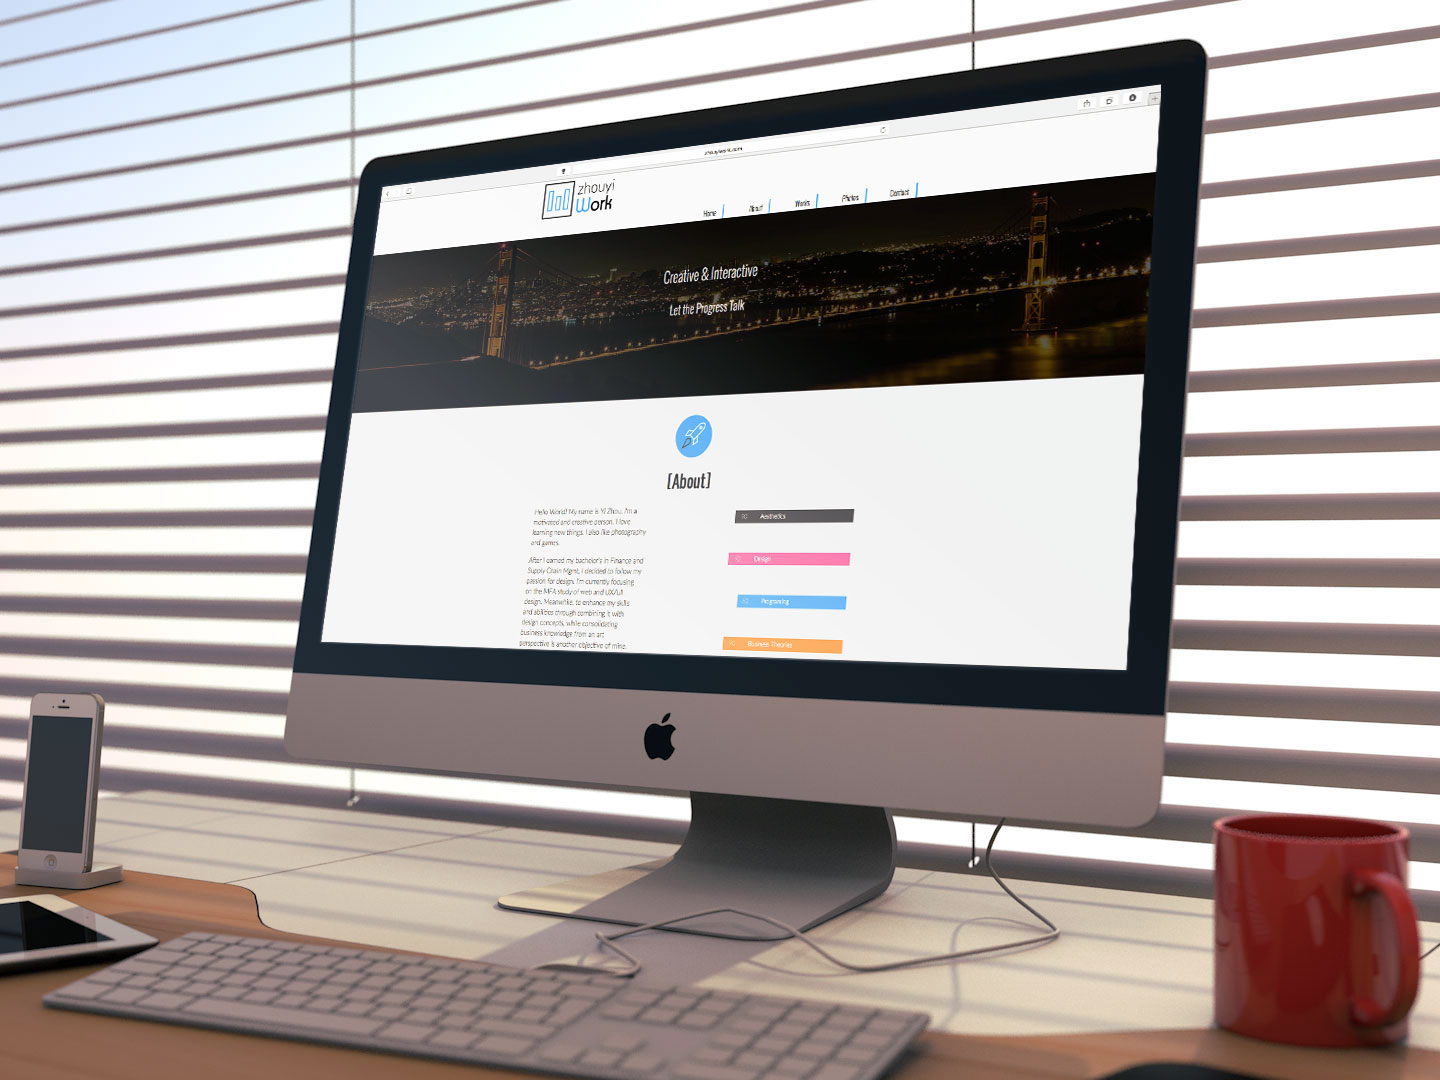 zhouyiwork.com
zhouyi
Work
Home
About
Works
Photos
Contact
Creative & Interactive
Let the Progress Talk
[About]
Hello World! My name is Yi Zhou. I'm a
motivated and creative person. I love
learning new things. I also like photography
and games.
After I earned my bachelor's in Finance and
Supply Chain Mgmt, I decided to follow my
passion for design. I'm currently focusing
on the MFA study of web and UX/UI
design. Meanwhile, to enhance my skills
and abilities through combining it with
design concepts, while consolidating
business knowledge from an art
perspective is another objective of mine.
Aesthetics
Design
Programing
Business Theories